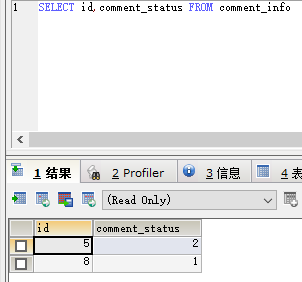 1 SELECT id,comment_status FROM comment_info
1 结果 2 Profiler 3 信息 4 表
(Read Only)
id comment_status
5 2
8 1